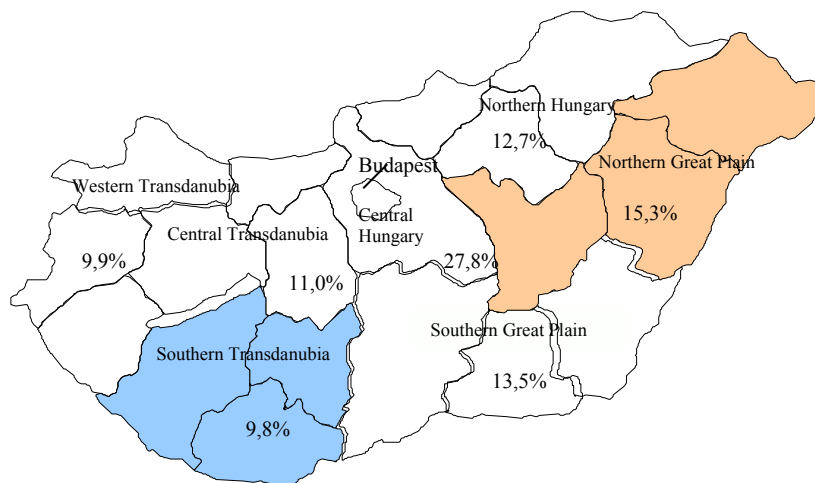 Northern Hungary
12,7%
Budapest
Northern Great Plain
15,3%
Western Transdanubia
9,9%
Central Transdanubia
11,0%
Central
Hungary
27,8%
Southern Great Plain
13,5%
Southern Transdanubia
9,8%